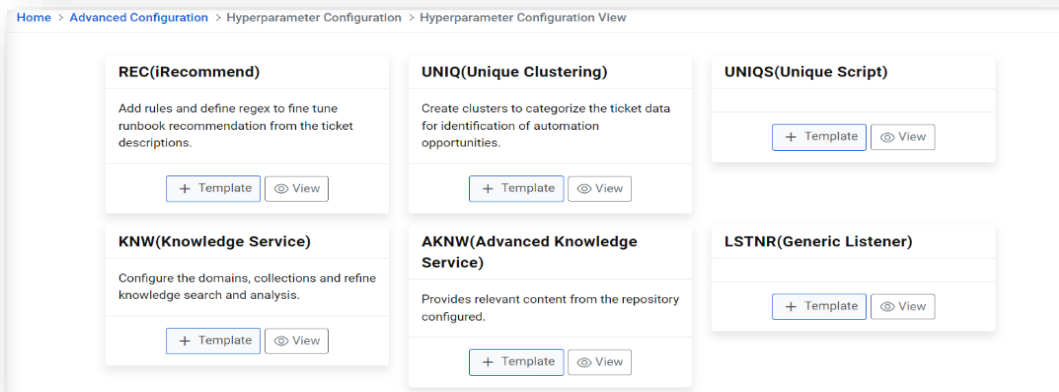 Home > Advanced Configuration > Hyperparameter Configuration > Hyperparameter Configuration View
REC(iRecommend)
Add rules and define regex to fine tune
runbook recommendation from the ticket
descriptions.
+ Template
View
UNIQ(Unique Clustering)
Create clusters to categorize the ticket data
for identification of automation
opportunities.
+ Template
View
UNIQS(Unique Script)
+ Template
View
KNW(Knowledge Service)
Configure the domains, collections and refine
knowledge search and analysis.
+ Template
View
AKNW(Advanced Knowledge
Service)
Provides relevant content from the repository
configured.
+ Template
View
LSTNR(Generic Listener)
+ Template
View